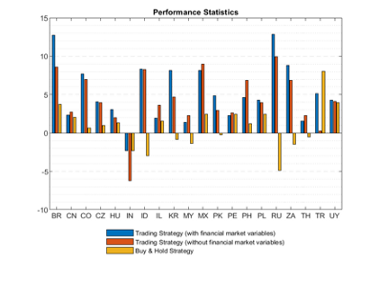 Performance Statistics
15
10
5
0
-5
-10
BR CN CO CZ HU IN ID IL KR MY MX PK PE PH PL RU ZA TH TR UY
Trading Strategy (with financial market variables)
Trading Strategy (without financial market variables)
Buy & Hold Strategy